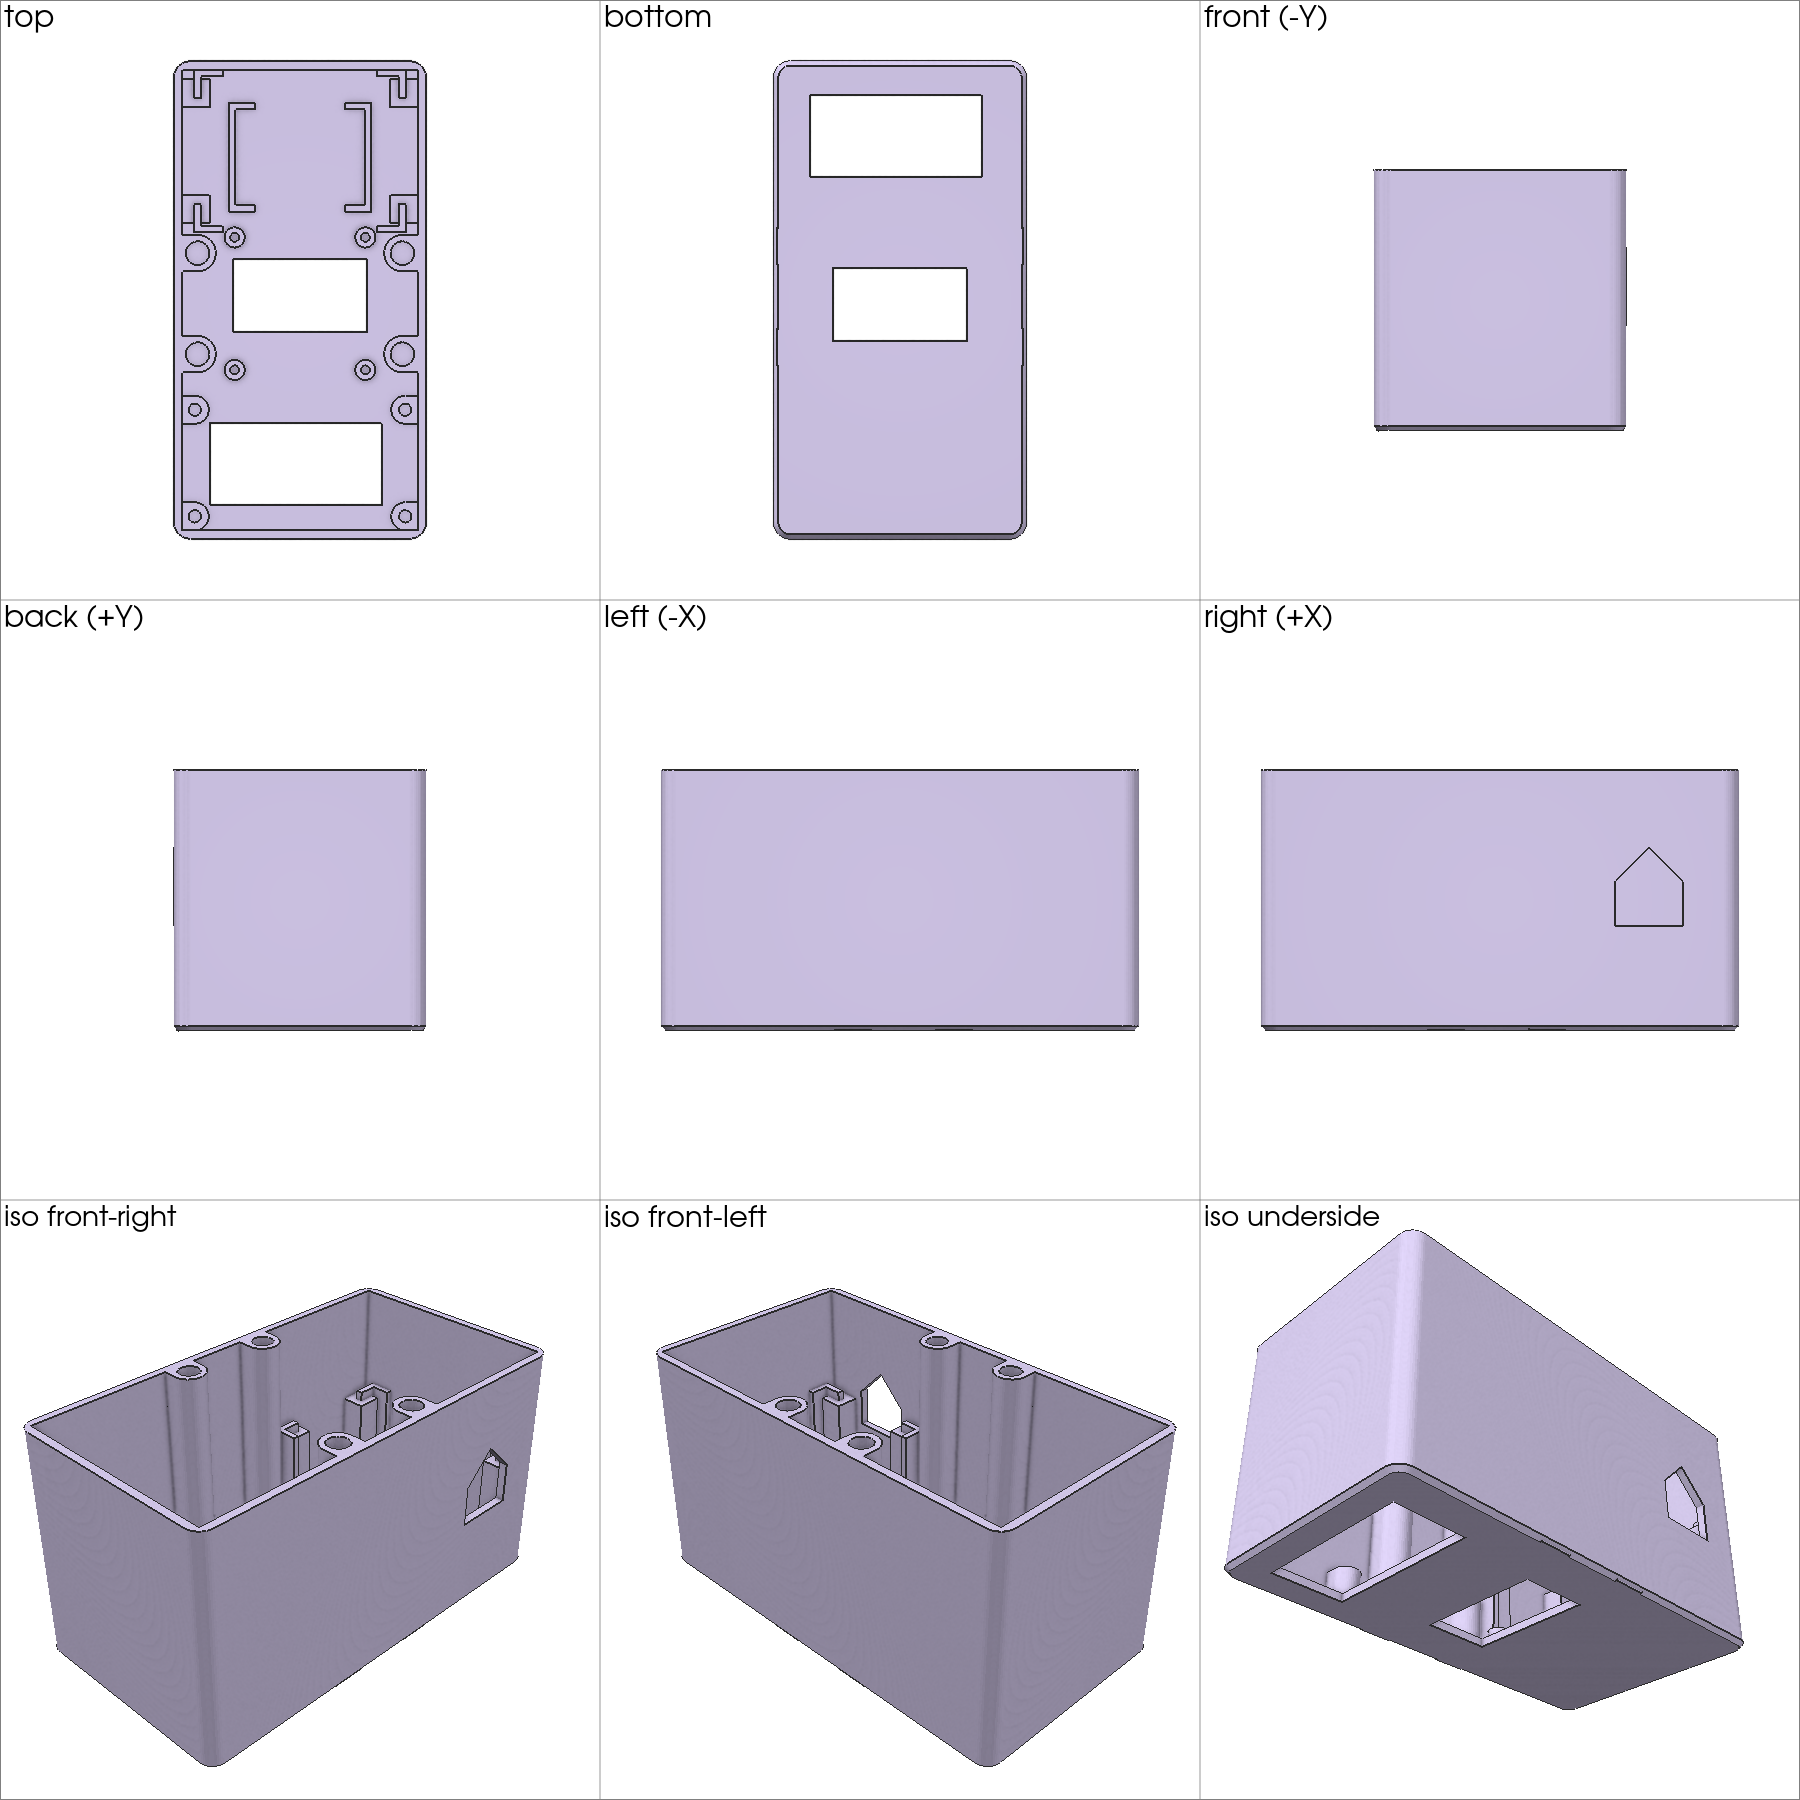 top
bottom
front (-Y)
back (+Y)
left (-X)
right (+X)
iso front-right
iso front-left
iso underside